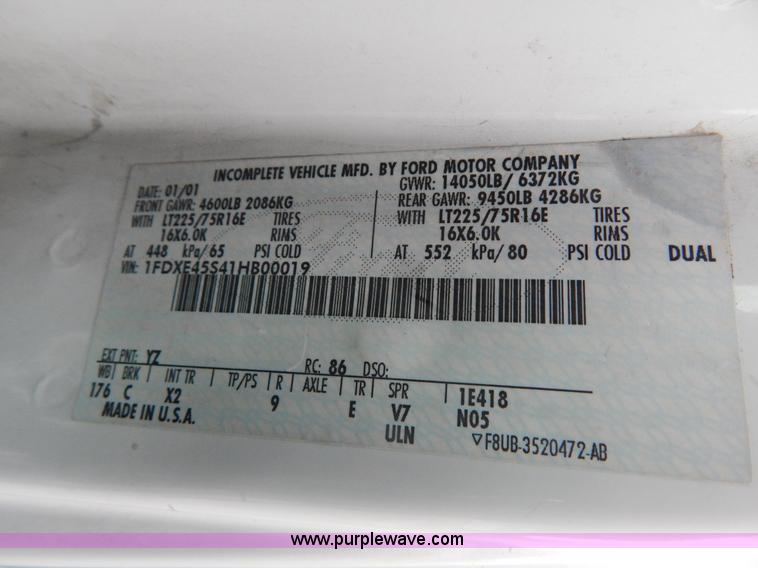 INCOMPLETE VEHICLE MFD. BY FORD MOTOR COMPANY
DATE: 01/01 GVWR: 14050LB/ 6372KG
FRONT GAWR: 4600LB 2086KG REAR GAWR: 9450LB 4286KG
WITH LT225/75R16E TIRES WITH LT225/75R16E TIRES
16X6.0K RIMS 16X6.0K RIMS
AT 448 kPa/65 PSI COLD AT 552 kPa/80 PSI COLD DUAL
VIN: 1FDXE45S41HB00019
EXT PNT: YZ RC: 86 DSO:
WB BRK INT TR TP/PS R AXLE TR SPR 1E418
176 C X2 9 E V7 N05
MADE IN U.S.A. ULN ▽F8UB-3520472-AB
www.purplewave.com